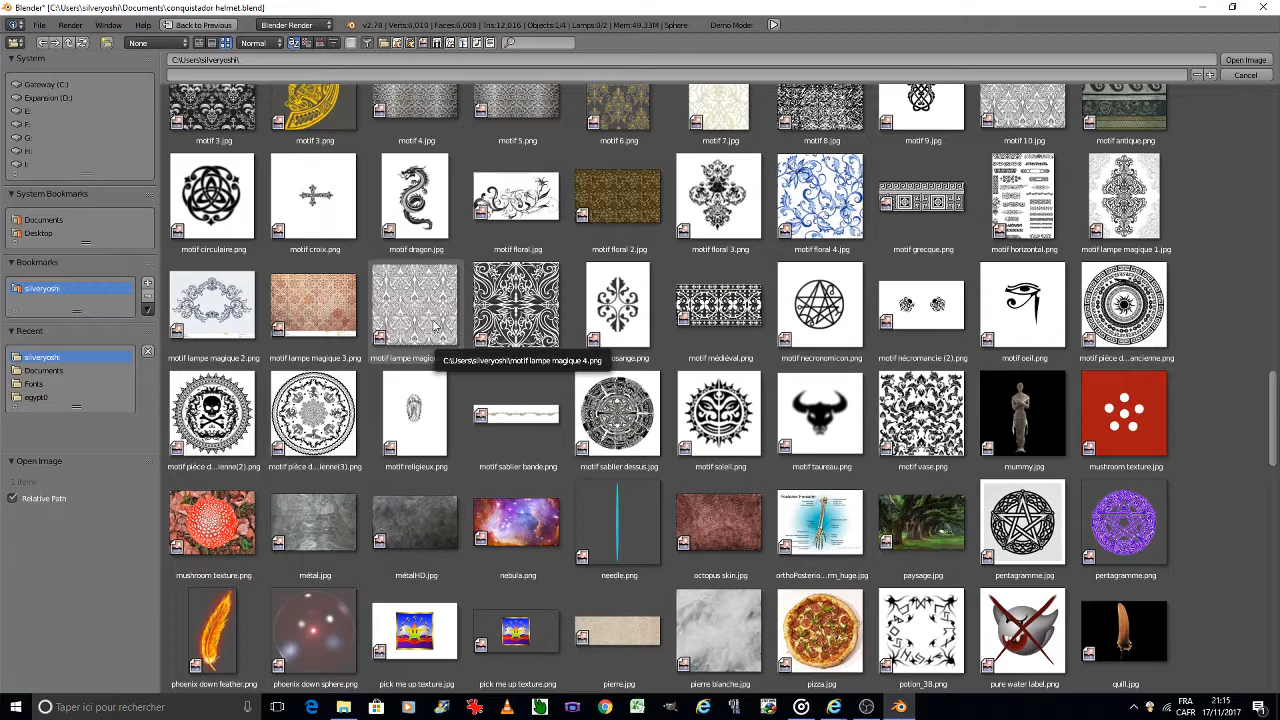 Blender* [C:\Users\silveryoshi\Documents\conquistador helmet.blend]
File Render Window Help Back to Previous Blender Render v2.78 | Verts:6,010 | Faces:6,008 | Tris:12,016 | Objects:1/4 | Lamps:0/2 | Mem:49.33M | Sphere Demo Mode:
None Normal
System
C:\Users\silveryoshi\ Open Image
Cancel
Gateway (C:)
Expansion (D:)
F:
G:
H:
I:
motif 3.jpg motif 3.png motif 4.jpg motif 5.png motif 6.png motif 7.jpg motif 8.jpg motif 9.jpg motif 10.jpg motif antique.png
System Bookmarks
Documents
Desktop
motif circulaire.png motif croix.png motif dragon.jpg motif floral.jpg motif floral 2.jpg motif floral 3.png motif floral 4.jpg motif grecque.png motif horizontal.png motif lampe magique 1.jpg
Bookmarks
silveryoshi
Recent
silveryoshi
motif lampe magique 2.png motif lampe magique 3.png motif lampe magi
C:\Users\silveryoshi\motif lampe magique 4.png
motif médiéval.png motif necronomicon.png motif nécromancie (2).png motif oeil.png motif pièce d...ancienne.png
Documents
Fonts
egypt0
motif pièce d...ienne(2).png motif pièce d...ienne(3).png motif religieux.png motif sablier bande.png motif sablier dessus.jpg motif soleil.png motif taureau.png motif vase.png mummy.jpg mushroom texture.jpg
Open Image
Relative Path
mushroom texture.png métal.jpg métalHD.jpg nebula.png needle.png octopus skin.jpg orthoPosterio...rm_huge.jpg paysage.jpg pentagramme.jpg pentagramme.png
phoenix down feather.png phoenix down sphere.png pick me up texture.jpg pick me up texture.png pierre.jpg pierre blanche.jpg pizza.jpg potion_38.png pure water label.png quill.jpg
Taper ici pour rechercher
FRA
CAFR
21:15
17/11/2017